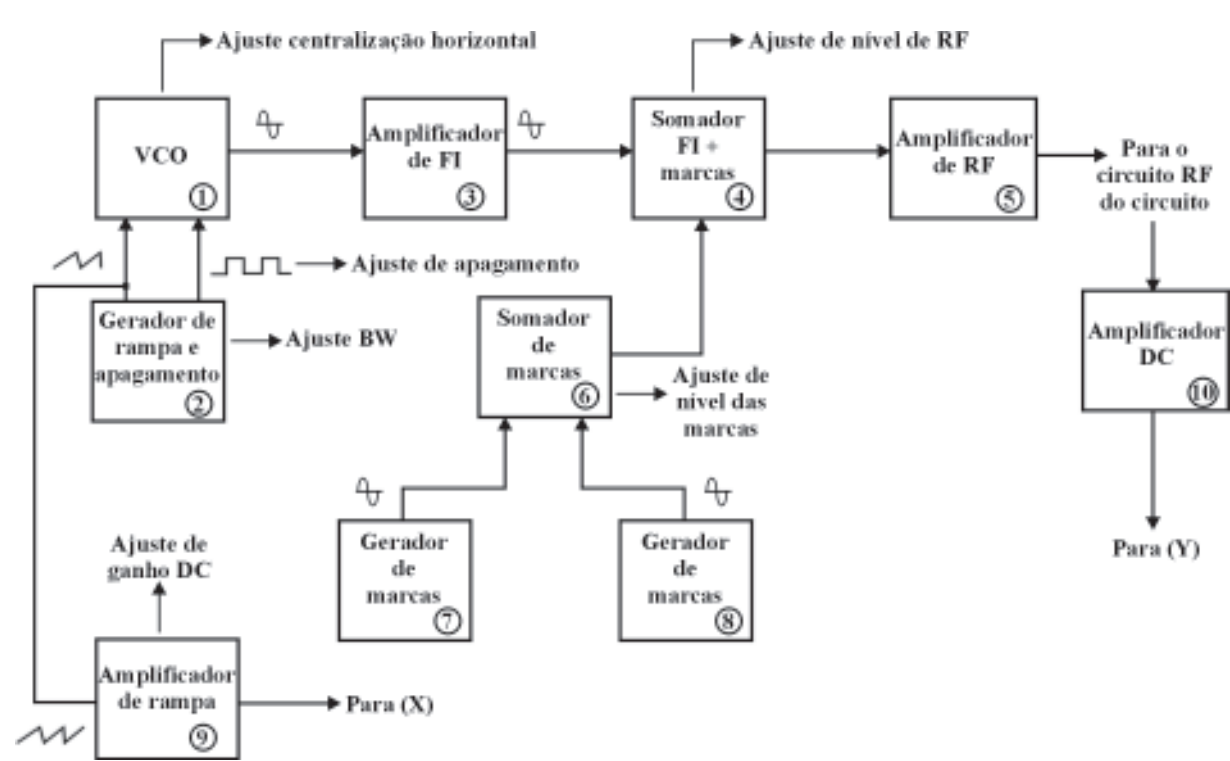 Ajuste centralização horizontal
Ajuste de nível de RF
VCO
1
Amplificador
de FI
3
Somador
FI +
marcas
4
Amplificador
de RF
5
Para o
circuito RF
do circuito
Ajuste de apagamento
Gerador de
rampa e
apagamento
2
Ajuste BW
Somador
de
marcas
6
Ajuste de
nível das
marcas
Amplificador
DC
10
Gerador
de
marcas
7
Gerador
de
marcas
8
Para (Y)
Ajuste de
ganho DC
Amplificador
de rampa
9
Para (X)